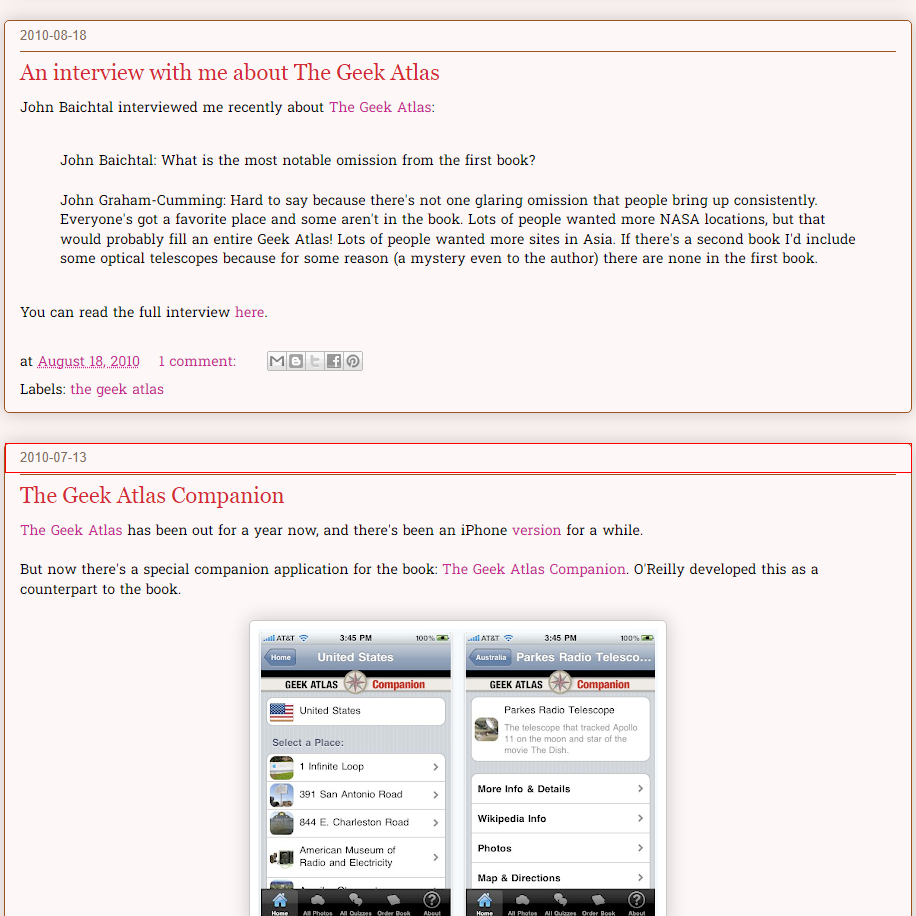 2010-08-18
An interview with me about The Geek Atlas
John Baichtal interviewed me recently about The Geek Atlas:
John Baichtal: What is the most notable omission from the first book?
John Graham-Cumming: Hard to say because there's not one glaring omission that people bring up consistently.
Everyone's got a favorite place and some aren't in the book. Lots of people wanted more NASA locations, but that
would probably fill an entire Geek Atlas! Lots of people wanted more sites in Asia. If there's a second book I'd include
some optical telescopes because for some reason (a mystery even to the author) there are none in the first book.
You can read the full interview here.
at August 18, 2010 1 comment:
Labels: the geek atlas
2010-07-13
The Geek Atlas Companion
The Geek Atlas has been out for a year now, and there's been an iPhone version for a while.
But now there's a special companion application for the book: The Geek Atlas Companion. O'Reilly developed this as a
counterpart to the book.
AT&T 3:45 PM 100%
Home United States
GEEK ATLAS Companion
United States
Select a Place:
1 Infinite Loop
391 San Antonio Road
844 E. Charleston Road
American Museum of
Radio and Electricity
Home All Photos All Quizzes Order Book About
AT&T 3:45 PM 100%
Australia Parkes Radio Telesco...
GEEK ATLAS Companion
Parkes Radio Telescope
The telescope that tracked Apollo
11 on the moon and star of the
movie The Dish.
More Info & Details
Wikipedia Info
Photos
Map & Directions
Home All Photos All Quizzes Order Book About